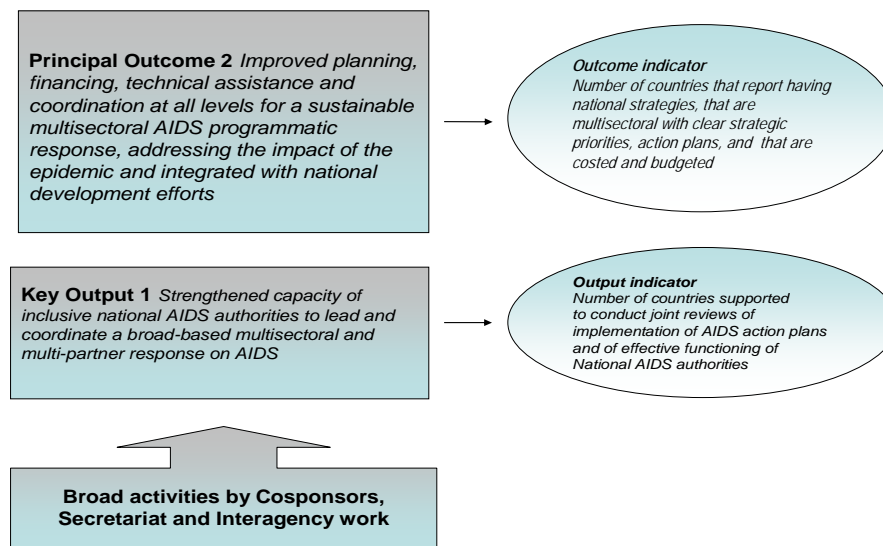 Principal Outcome 2 Improved planning,
financing, technical assistance and
coordination at all levels for a sustainable
multisectoral AIDS programmatic
response, addressing the impact of the
epidemic and integrated with national
development efforts
Outcome indicator
Number of countries that report having
national strategies, that are
multisectoral with clear strategic
priorities, action plans, and that are
costed and budgeted
Key Output 1 Strengthened capacity of
inclusive national AIDS authorities to lead and
coordinate a broad-based multisectoral and
multi-partner response on AIDS
Output indicator
Number of countries supported
to conduct joint reviews of
implementation of AIDS action plans
and of effective functioning of
National AIDS authorities
Broad activities by Cosponsors,
Secretariat and Interagency work